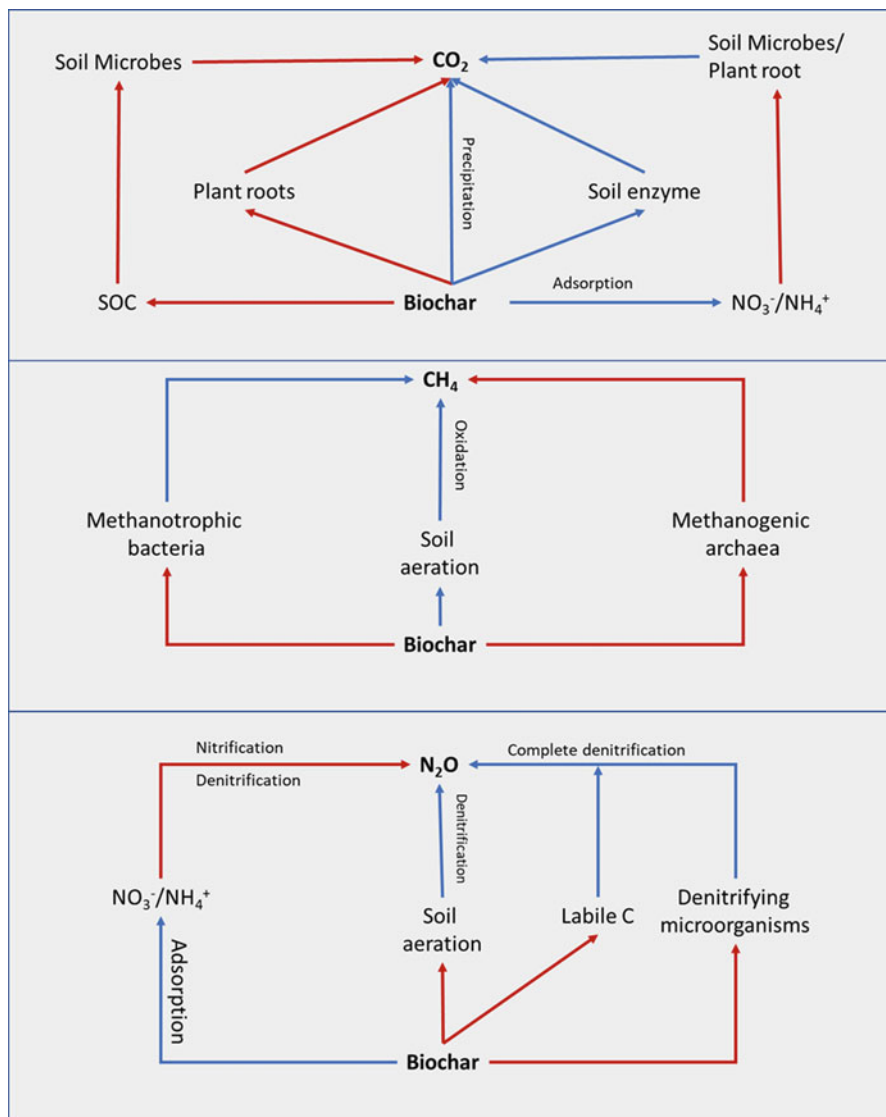 CO₂
Soil Microbes
Soil Microbes/
Plant root
Precipitation
Plant roots
Soil enzyme
Adsorption
SOC
Biochar
NO₃⁻/NH₄⁺
CH₄
Oxidation
Methanotrophic
bacteria
Soil
aeration
Methanogenic
archaea
Biochar
Nitrification
Denitrification
N₂O
Complete denitrification
Denitrification
NO₃⁻/NH₄⁺
Adsorption
Soil
aeration
Labile C
Denitrifying
microorganisms
Biochar